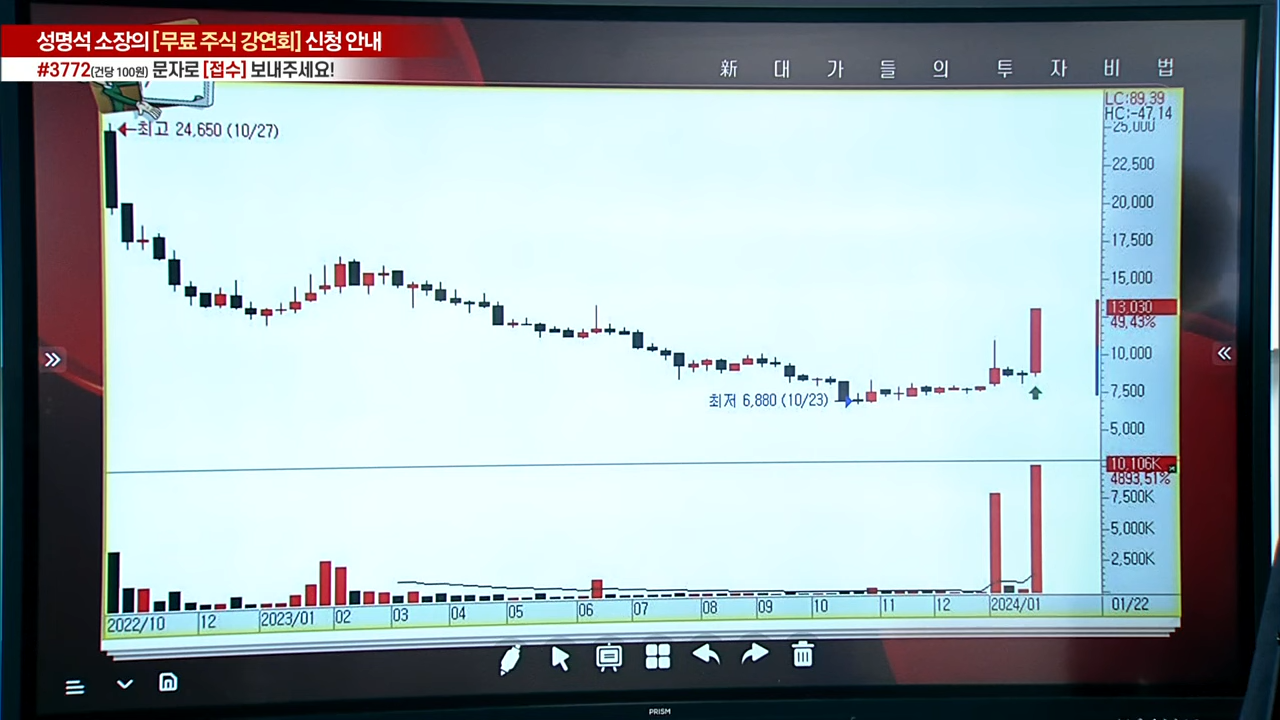 성명석 소장의 [무료 주식 강연회] 신청 안내
#3772(건당 100원) 문자로 [접수] 보내주세요!
新 대 가 들 의 투 자 비 법
LC:89,39
HC:-47,14
최고 24,650 (10/27)
25,000
22,500
20,000
17,500
15,000
13,030
49,43%
10,000
7,500
최저 6,880 (10/23)
5,000
10,106K
4893,51%
7,500K
5,000K
2,500K
2022/10 12 2023/01 02 03 04 05 06 07 08 09 10 11 12 2024/01 01/22
PRISM